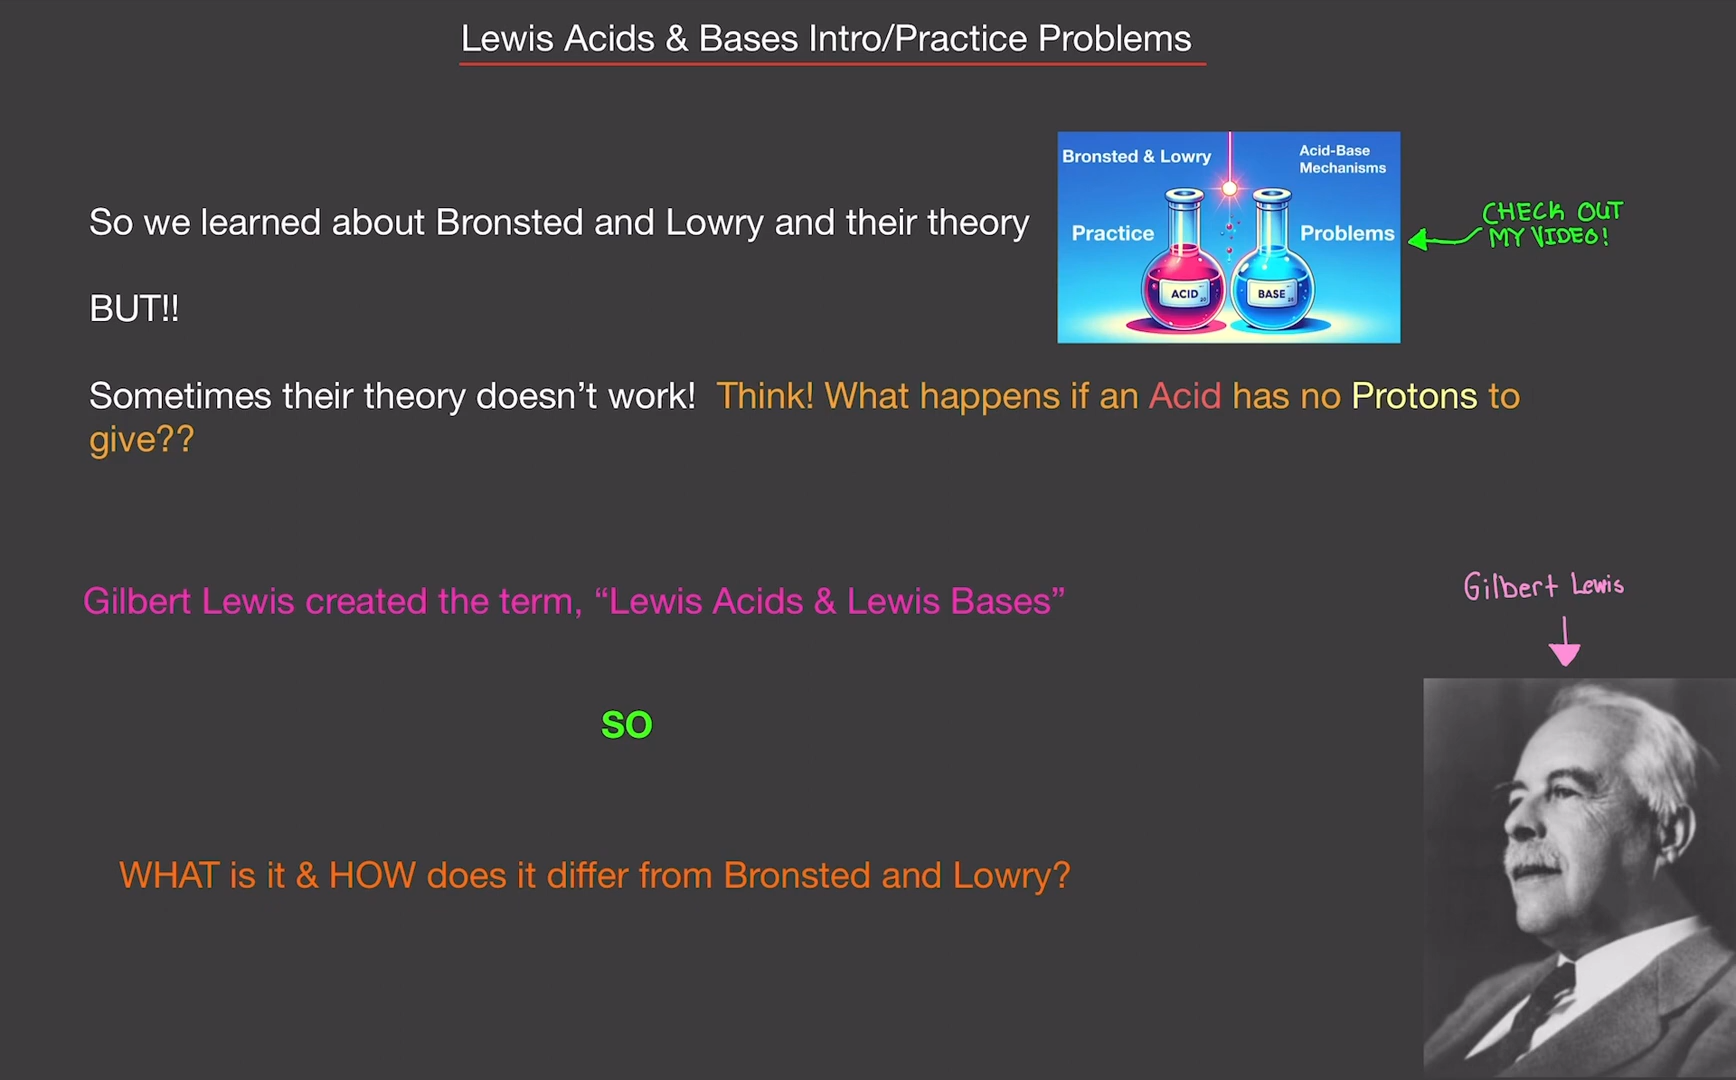 Lewis Acids & Bases Intro/Practice Problems
Bronsted & Lowry
Acid-Base
Mechanisms
So we learned about Bronsted and Lowry and their theory
Practice
Problems
CHECK OUT
MY VIDEO!
ACID
BASE
BUT!!
Sometimes their theory doesn’t work! Think! What happens if an Acid has no Protons to
give??
Gilbert Lewis created the term, “Lewis Acids & Lewis Bases”
Gilbert Lewis
SO
WHAT is it & HOW does it differ from Bronsted and Lowry?